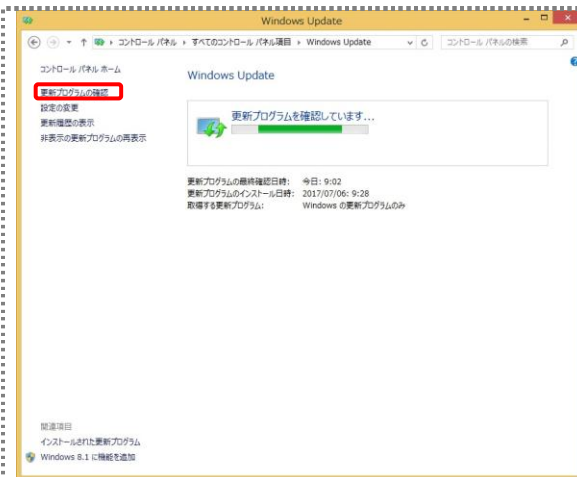 Windows Update
コントロール パネル ▸ すべてのコントロール パネル項目 ▸ Windows Update
コントロール パネルの検索
コントロール パネル ホーム
更新プログラムの確認
設定の変更
更新履歴の表示
非表示の更新プログラムの再表示
Windows Update
更新プログラムを確認しています...
更新プログラムの最終確認日時: 今日: 9:02
更新プログラムのインストール日時: 2017/07/06: 9:28
取得する更新プログラム: Windows の更新プログラムのみ
関連項目
インストールされた更新プログラム
Windows 8.1 に機能を追加